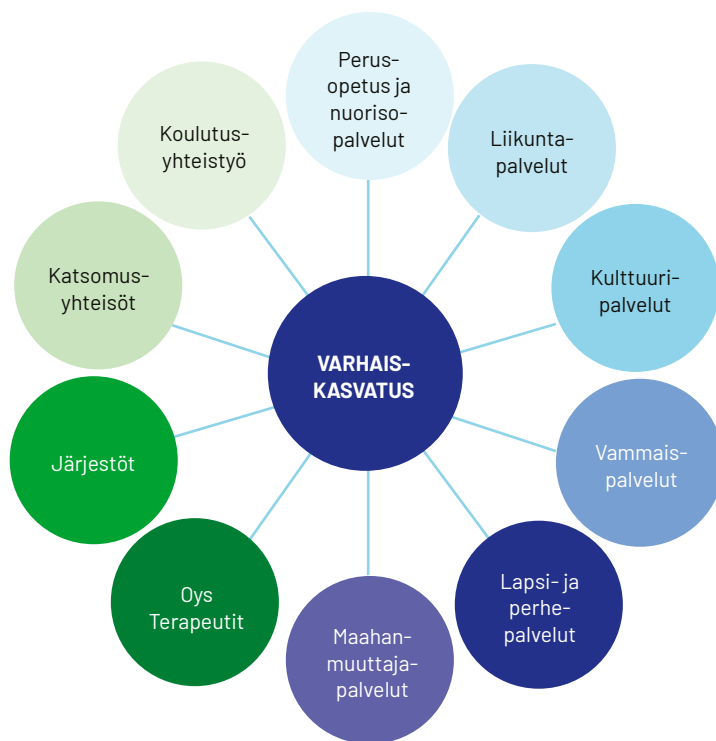 Perus-
opetus ja
nuoriso-
palvelut
Liikunta-
palvelut
Kulttuuri-
palvelut
Vammais-
palvelut
Lapsi- ja
perhe-
palvelut
Maahan-
muuttaja-
palvelut
Oys
Terapeutit
Järjestöt
Katsomus-
yhteisöt
Koulutus-
yhteistyö
VARHAIS-
KASVATUS